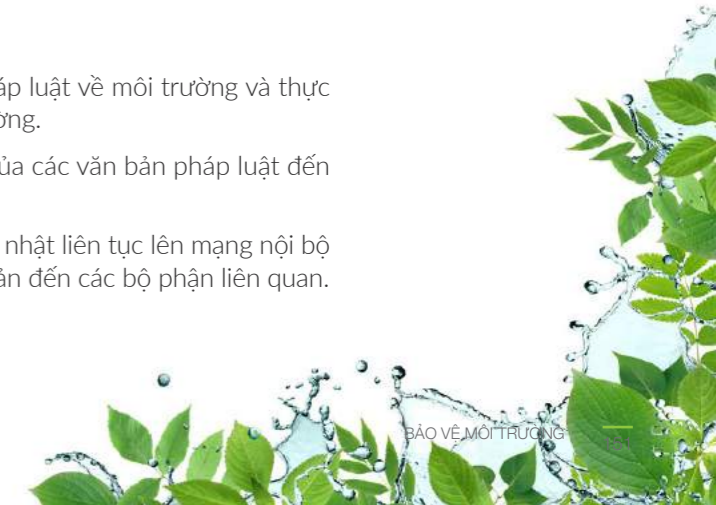 áp luật về môi trường và thực
ờng.
ủa các văn bản pháp luật đến
nhật liên tục lên mạng nội bộ
ản đến các bộ phận liên quan.
BẢO VỆ MÔI TRƯỜNG